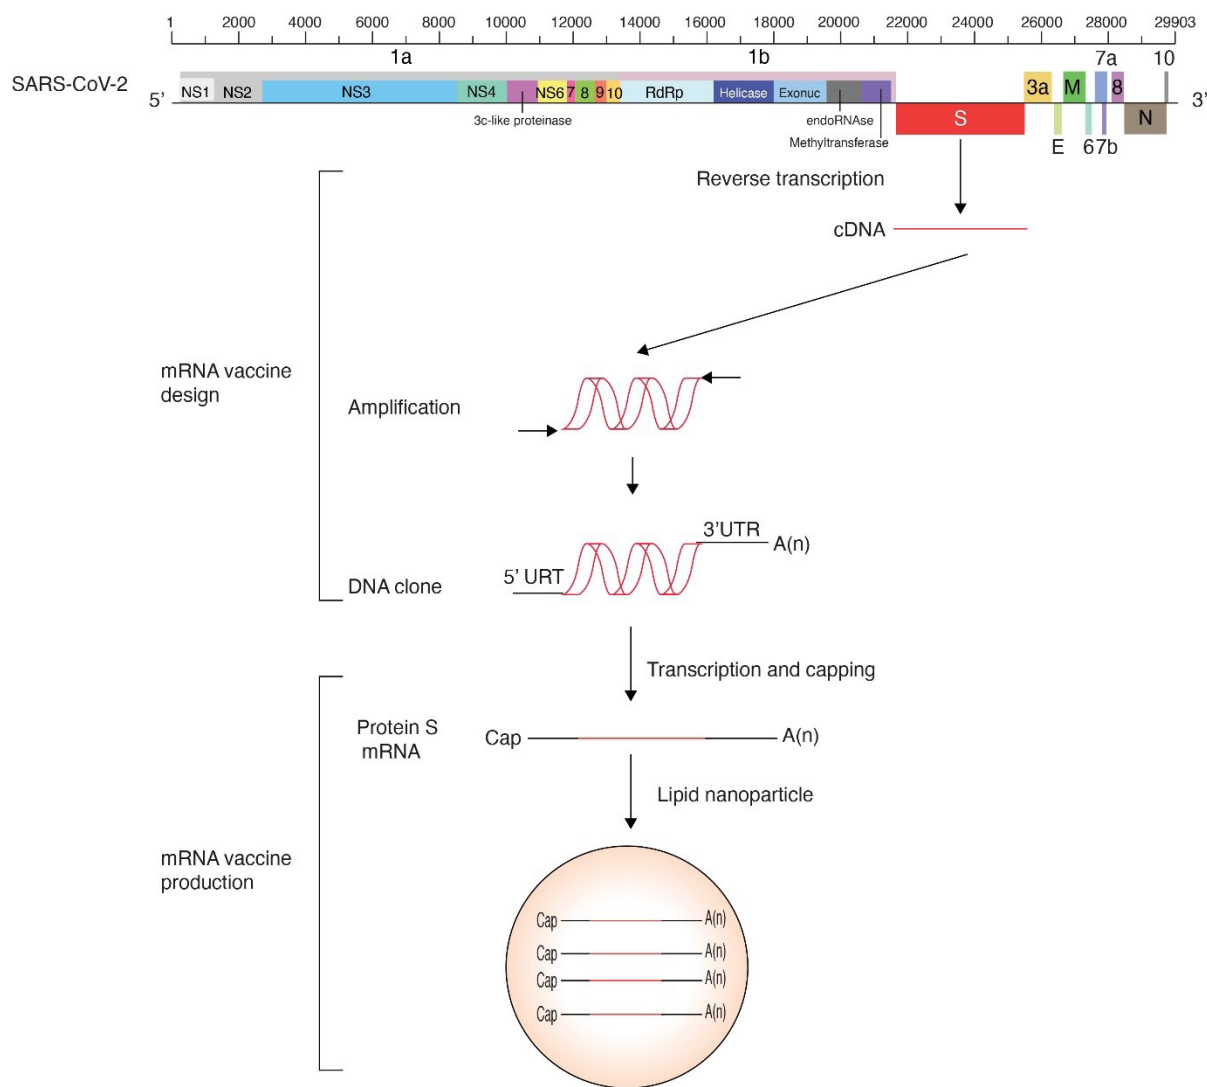 1 2000 4000 6000 8000 10000 12000 14000 16000 18000 20000 22000 24000 26000 28000 29903
1a 1b 7a 10
SARS-CoV-2
5’ NS1 NS2 NS3 NS4 NS6 7 8 9 10 RdRp Helicase Exonuc 3a M 8 3’
3c-like proteinase endoRNAse S N
Methyltransferase E 6 7b
Reverse transcription
cDNA
mRNA vaccine
design
Amplification
3’UTR A(n)
5’ URT
DNA clone
Transcription and capping
Protein S
mRNA
Cap A(n)
Lipid nanoparticle
mRNA vaccine
production
Cap A(n)
Cap A(n)
Cap A(n)
Cap A(n)